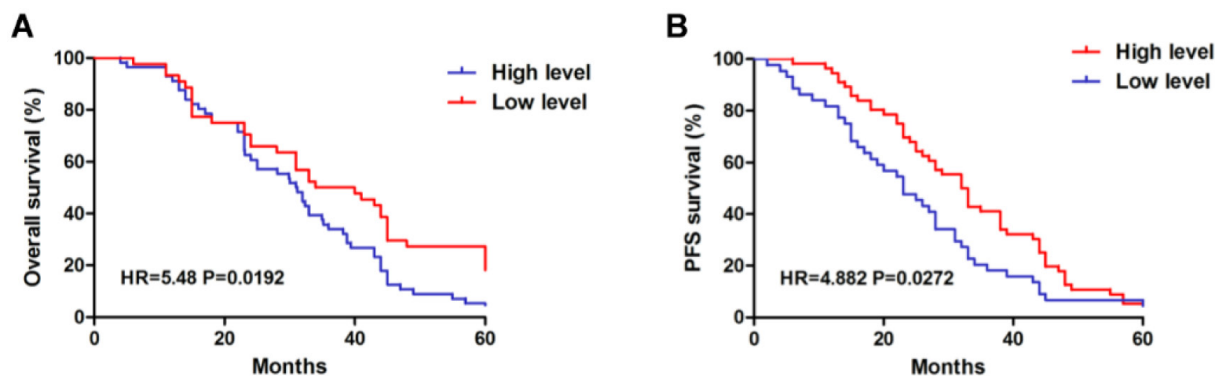 A
Overall survival (%)
100
80
60
40
20
0
0 20 40 60
Months
High level
Low level
HR=5.48 P=0.0192
B
PFS survival (%)
100
80
60
40
20
0
0 20 40 60
Months
High level
Low level
HR=4.882 P=0.0272